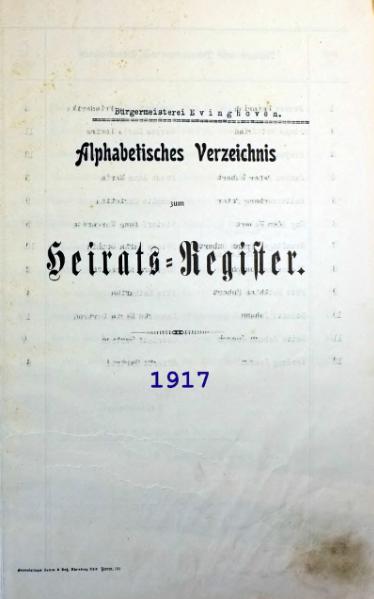 Bürgermeisterei Evinghoven.
Alphabetisches Verzeichnis
zum
Heirats=Register.
1917